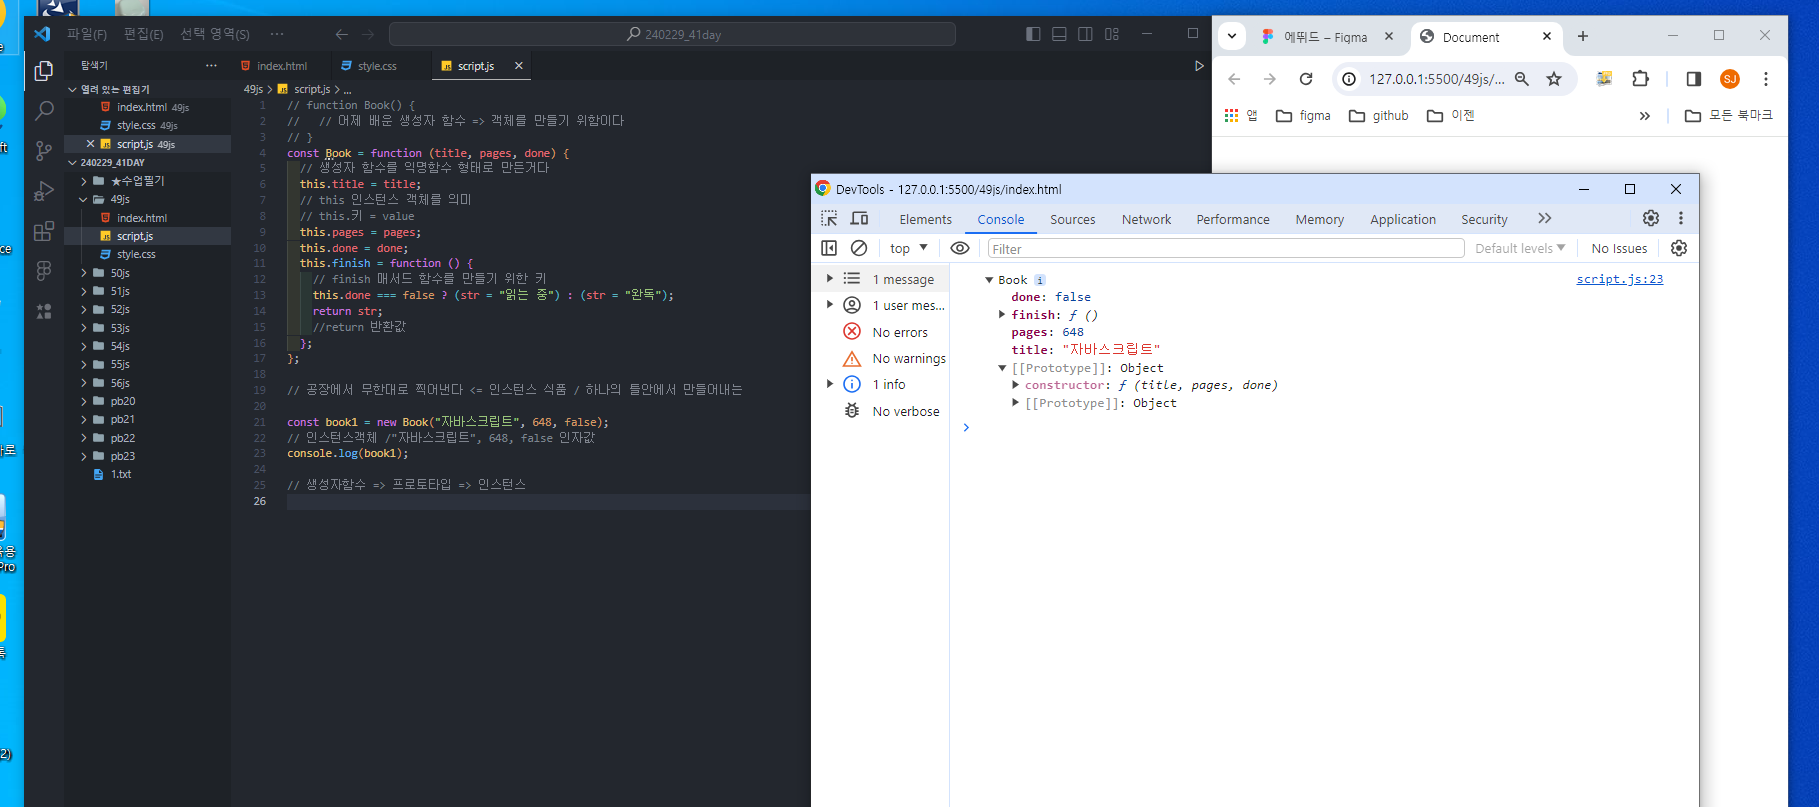 파일(F) 편집(E) 선택 영역(S) ···
240229_41day
탐색기 ···
열려 있는 편집기
index.html 49js
style.css 49js
script.js 49js
240229_41DAY
★수업필기
49js
index.html
script.js
style.css
50js
51js
52js
53js
54js
55js
56js
pb20
pb21
pb22
pb23
1.txt
index.html style.css script.js
49js > script.js > ...
1 // function Book() {
2 //   // 어제 배운 생성자 함수 => 객체를 만들기 위함이다
3 // }
4 const Book = function (title, pages, done) {
5   // 생성자 함수를 익명함수 형태로 만든거다
6   this.title = title;
7   // this 인스턴스 객체를 의미
8   // this.키 = value
9   this.pages = pages;
10   this.done = done;
11   this.finish = function () {
12     // finish 매서드 함수를 만들기 위한 키
13     this.done === false ? (str = "읽는 중") : (str = "완독");
14     return str;
15     //return 반환값
16   };
17 };
18
19 // 공장에서 무한대로 찍어낸다 <= 인스턴스 식품 / 하나의 틀안에서 만들어내는
20
21 const book1 = new Book("자바스크립트", 648, false);
22 // 인스턴스객체 /"자바스크립트", 648, false 인자값
23 console.log(book1);
24
25 // 생성자함수 => 프로토타입 => 인스턴스
26
에뛰드 – Figma
Document
127.0.0.1:5500/49js/...
SJ
앱 figma github 이젠 » 모든 북마크
DevTools - 127.0.0.1:5500/49js/index.html
Elements Console Sources Network Performance Memory Application Security
top Filter Default levels No Issues
1 message
1 user mes...
No errors
No warnings
1 info
No verbose
Book i script.js:23
done: false
finish: ƒ ()
pages: 648
title: "자바스크립트"
[[Prototype]]: Object
constructor: ƒ (title, pages, done)
[[Prototype]]: Object
e
ft
ce
바로
용
Pro
톡
2)